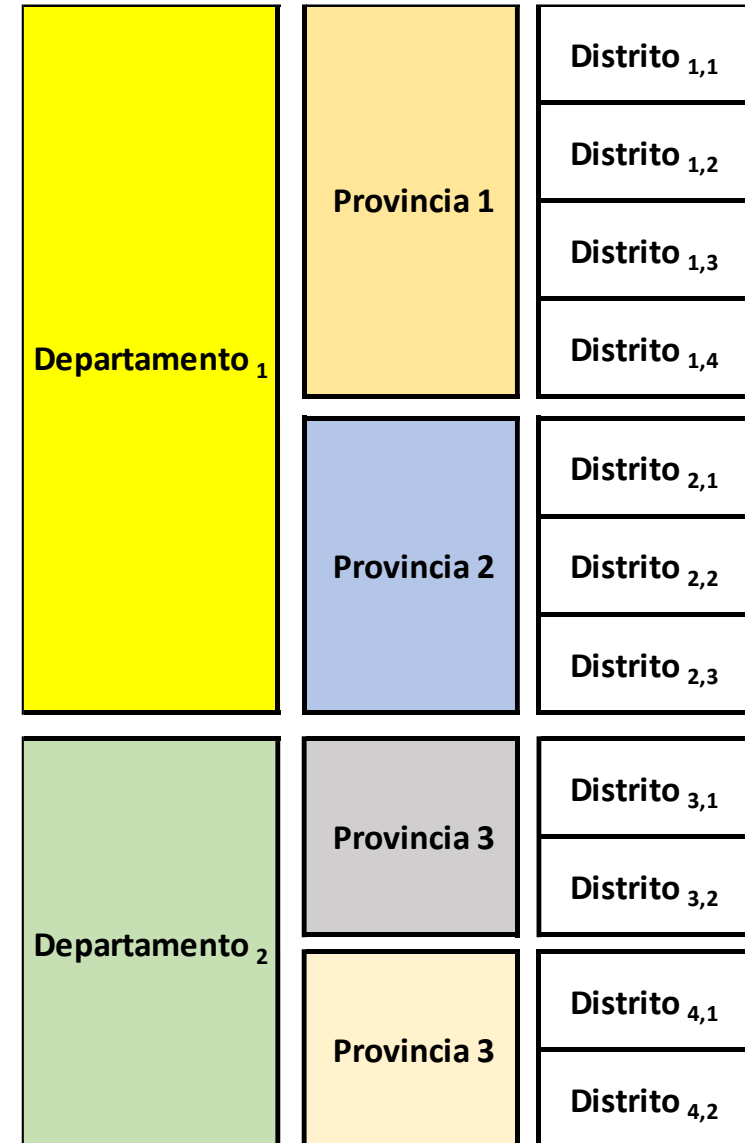 Departamento 1
Provincia 1
Distrito 1,1
Distrito 1,2
Distrito 1,3
Distrito 1,4
Provincia 2
Distrito 2,1
Distrito 2,2
Distrito 2,3
Departamento 2
Provincia 3
Distrito 3,1
Distrito 3,2
Provincia 3
Distrito 4,1
Distrito 4,2